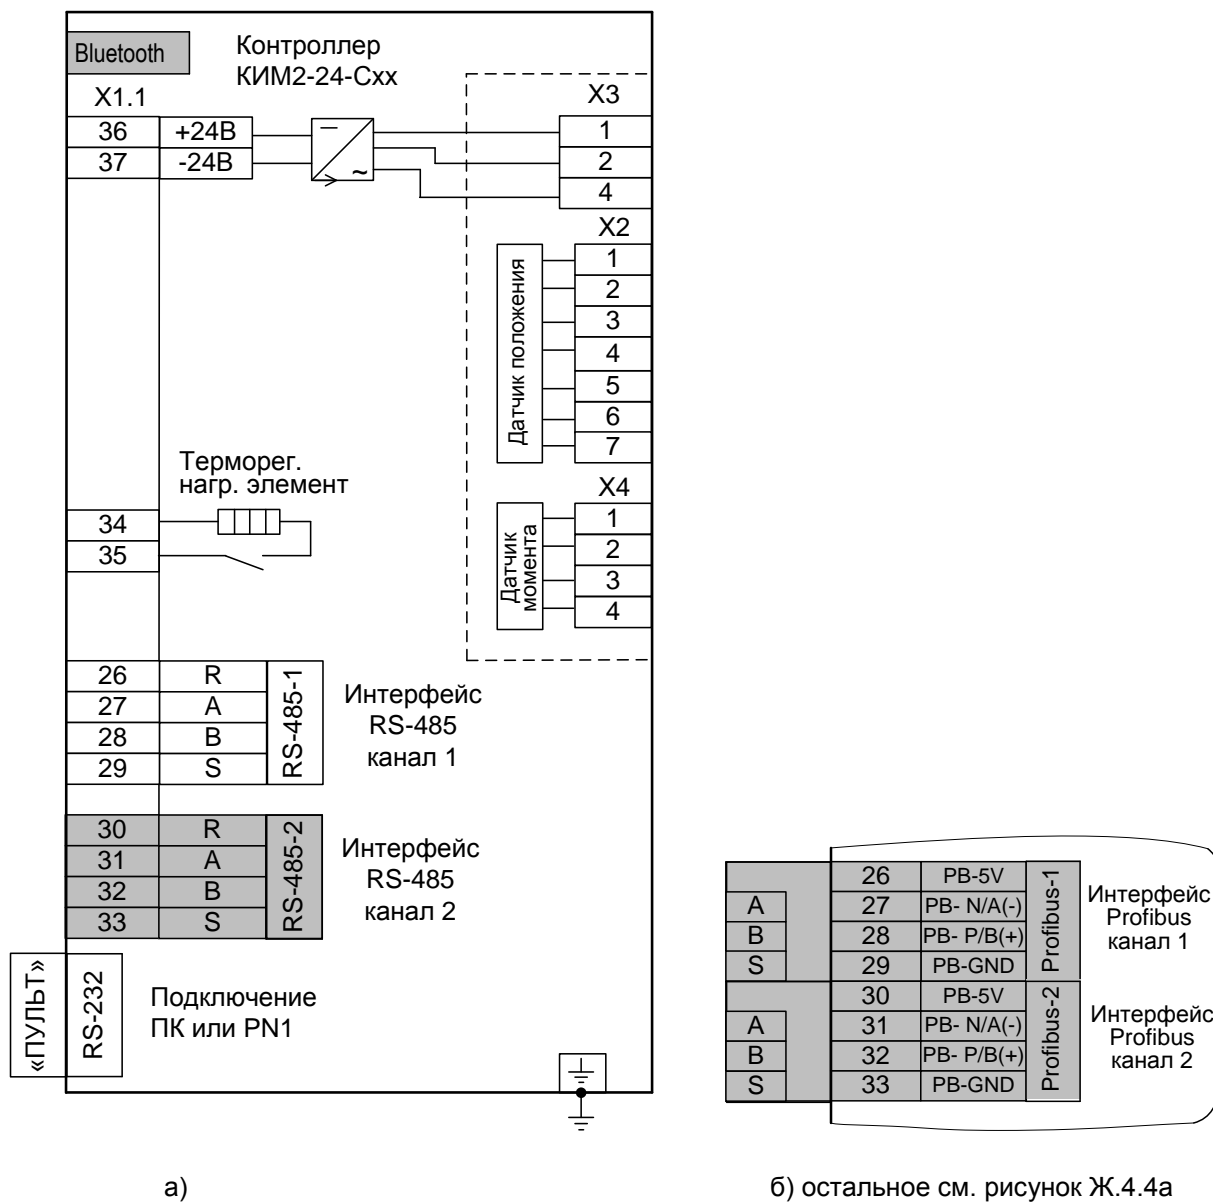 Bluetooth
Контроллер
КИМ2-24-Схх
X1.1
36 +24В
37 -24В
X3
1
2
4
X2
1
2
3
4
5
6
7
Датчик положения
X4
1
2
3
4
Датчик
момента
Терморег.
нагр. элемент
34
35
26 R
27 A
28 B
29 S
RS-485-1
Интерфейс
RS-485
канал 1
30 R
31 A
32 B
33 S
RS-485-2
Интерфейс
RS-485
канал 2
«ПУЛЬТ»
RS-232
Подключение
ПК или PN1
а)
26 PB-5V
A 27 PB- N/A(-)
B 28 PB- P/B(+)
S 29 PB-GND
Profibus-1
Интерфейс
Profibus
канал 1
30 PB-5V
A 31 PB- N/A(-)
B 32 PB- P/B(+)
S 33 PB-GND
Profibus-2
Интерфейс
Profibus
канал 2
б) остальное см. рисунок Ж.4.4а